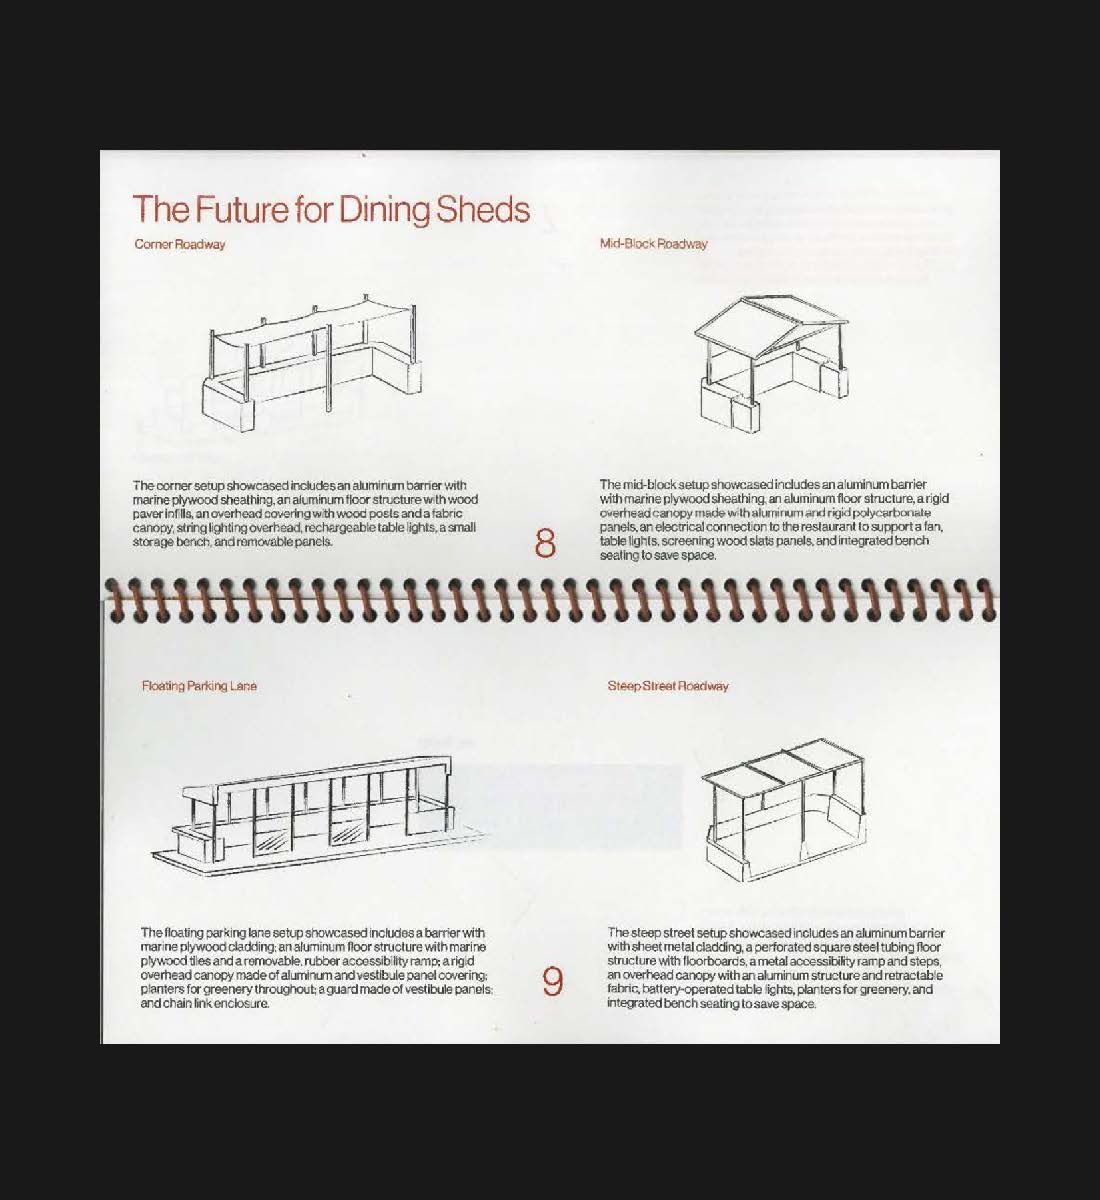 The Future for Dining Sheds
Corner Roadway
The corner setup showcased includes an aluminum barrier with
marine plywood sheathing, an aluminum floor structure with wood
paver infills, an overhead covering with wood posts and a fabric
canopy, string lighting overhead, rechargeable table lights, a small
storage bench, and removable panels.
Mid-Block Roadway
The mid-block setup showcased includes an aluminum barrier
with marine plywood sheathing, an aluminum floor structure, a rigid
overhead canopy made with aluminum and rigid polycarbonate
panels, an electrical connection to the restaurant to support a fan,
table lights, screening wood slats panels, and integrated bench
seating to save space.
8
Floating Parking Lane
The floating parking lane setup showcased includes a barrier with
marine plywood cladding; an aluminum floor structure with marine
plywood tiles and a removable, rubber accessibility ramp; a rigid
overhead canopy made of aluminum and vestibule panel covering;
planters for greenery throughout; a guard made of vestibule panels;
and chain link enclosure.
Steep Street Roadway
The steep street setup showcased includes an aluminum barrier
with sheet metal cladding, a perforated square steel tubing floor
structure with floorboards, a metal accessibility ramp and steps,
an overhead canopy with an aluminum structure and retractable
fabric, battery-operated table lights, planters for greenery, and
integrated bench seating to save space.
9